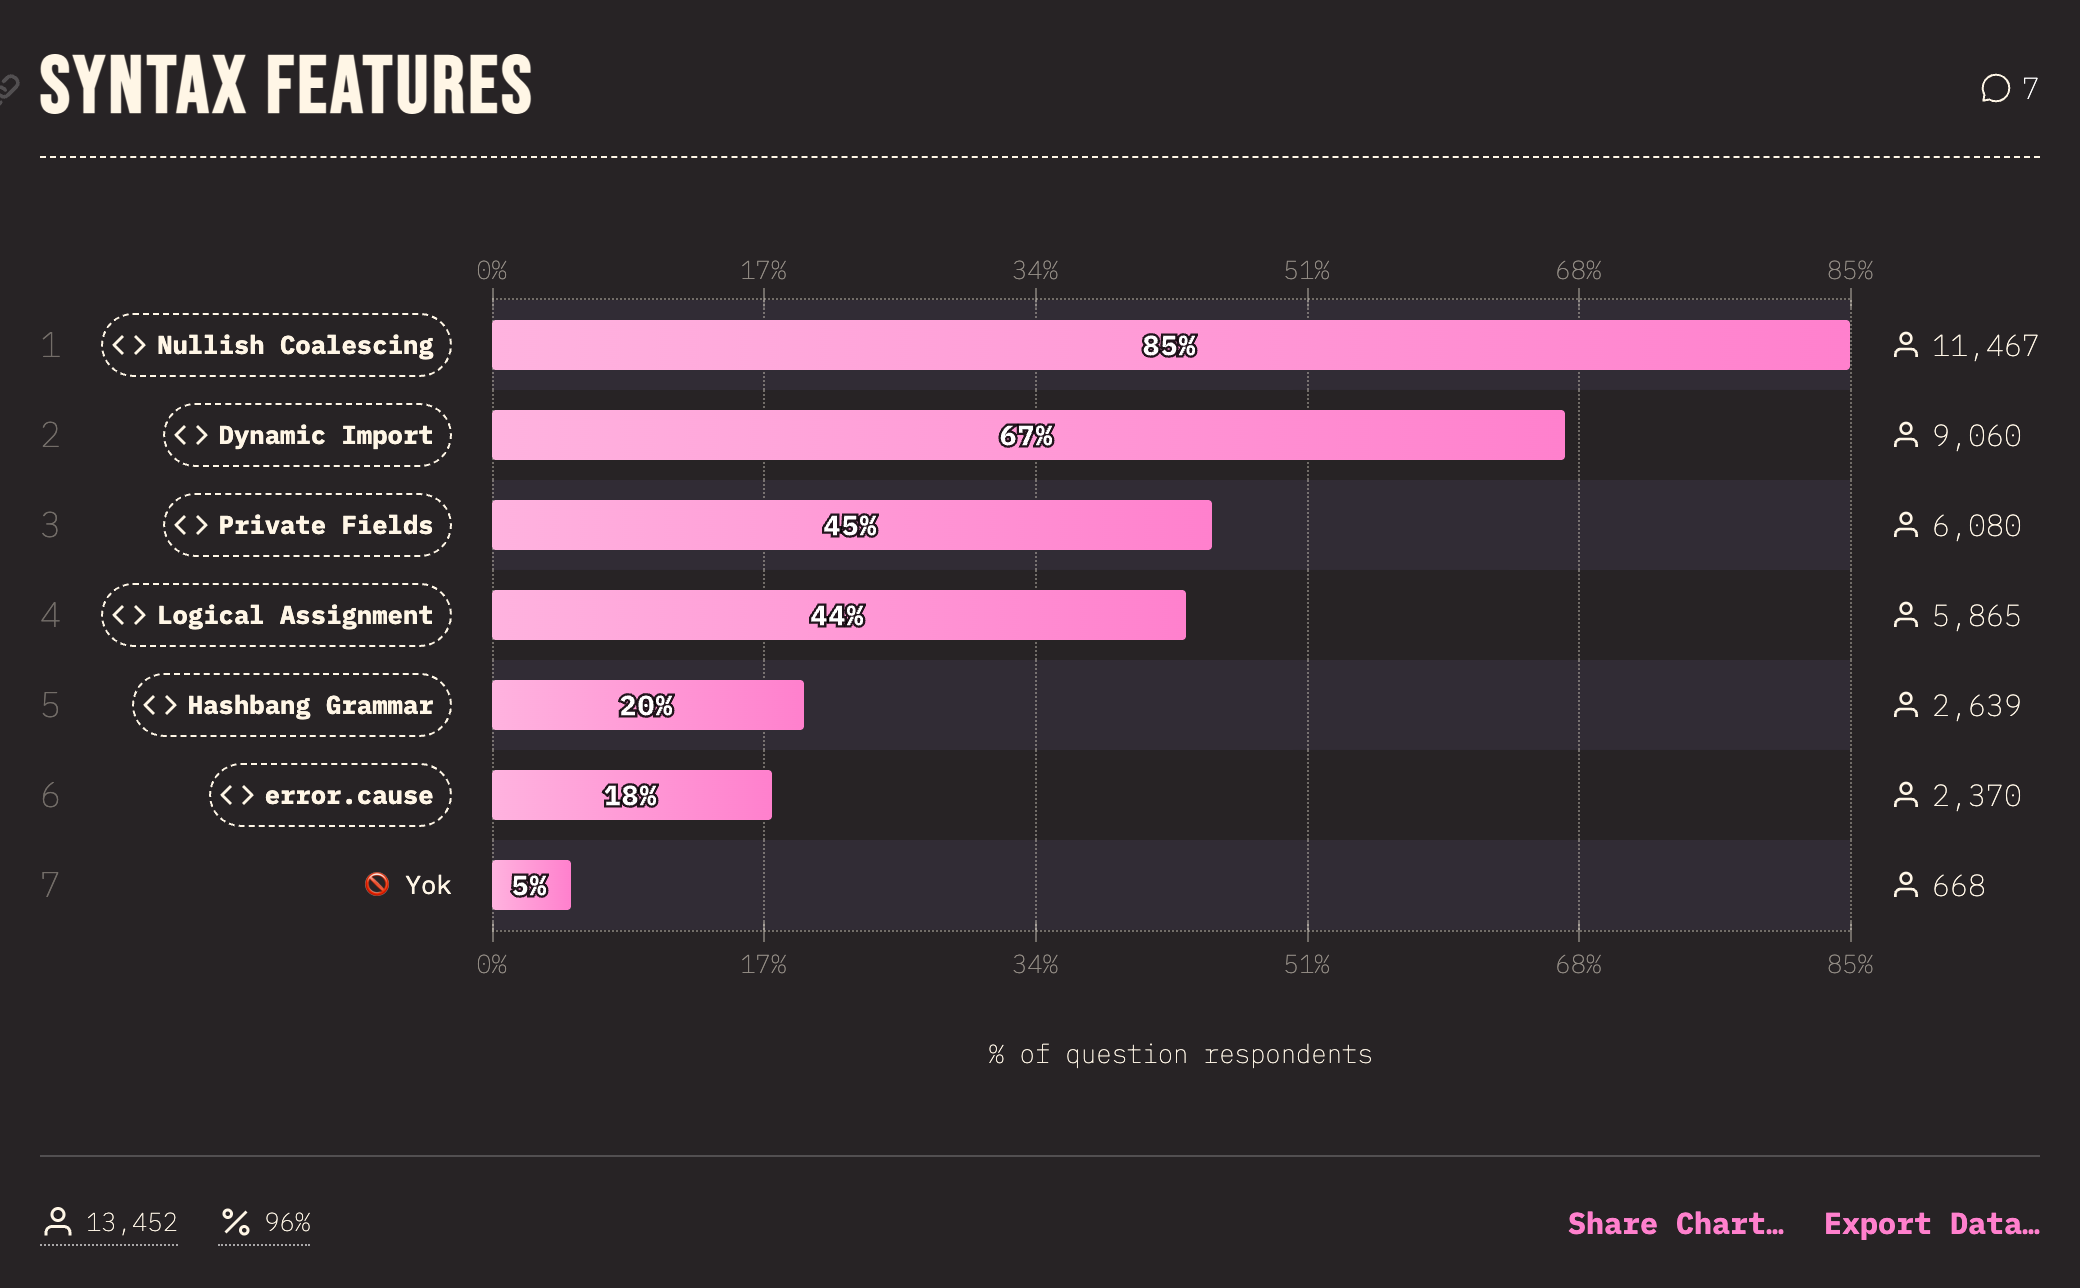 SYNTAX FEATURES
7
0% 17% 34% 51% 68% 85%
1 <> Nullish Coalescing 85% 11,467
2 <> Dynamic Import 67% 9,060
3 <> Private Fields 45% 6,080
4 <> Logical Assignment 44% 5,865
5 <> Hashbang Grammar 20% 2,639
6 <> error.cause 18% 2,370
7 🚫 Yok 5% 668
0% 17% 34% 51% 68% 85%
% of question respondents
13,452 % 96% Share Chart… Export Data…